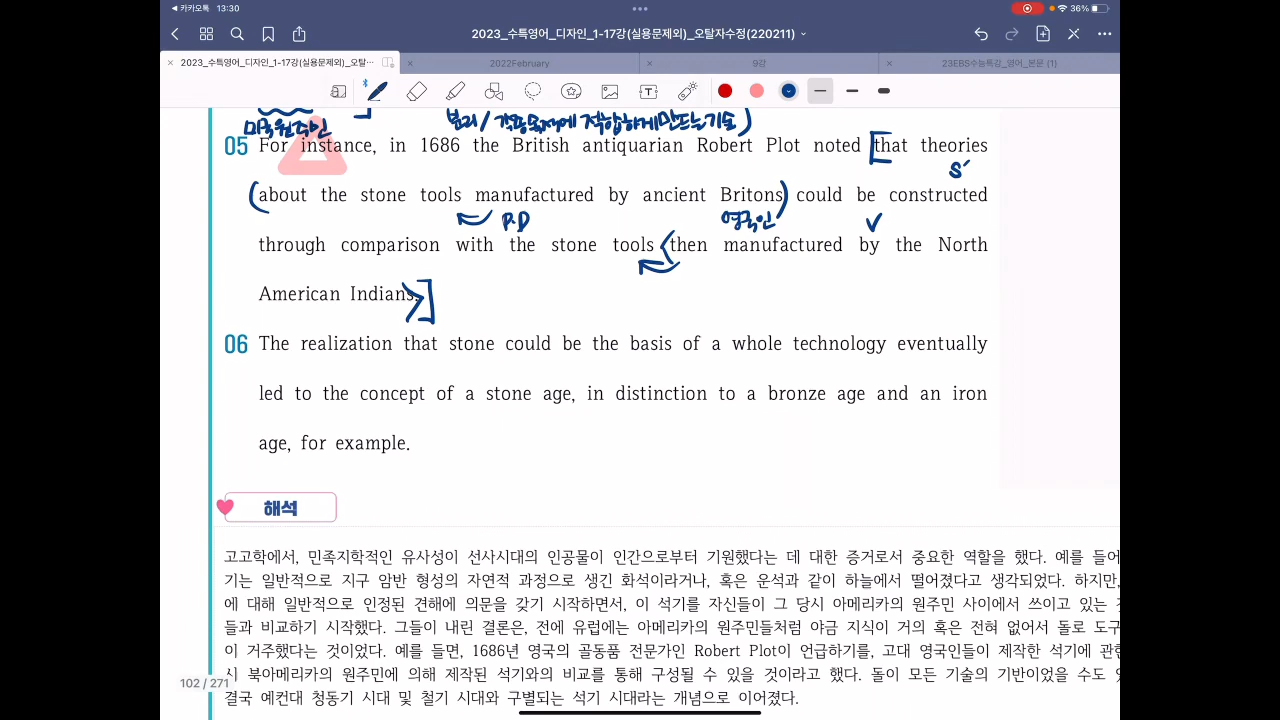 카카오톡 13:30
36%
2023_수특영어_디자인_1-17강(실용문제외)_오탈자수정(220211)
2023_수특영어_디자인_1-17강(실용문제외)_오탈… 2022February 9강 23EBS수능특강_영어_본문 (1)
미국원주민 분리/ 적합하게만드는기술)
05 For instance, in 1686 the British antiquarian Robert Plot noted [that theories
S′
(about the stone tools manufactured by ancient Britons) could be constructed
P.P 영국인 V
through comparison with the stone tools <then manufactured by the North
American Indians.>]
06 The realization that stone could be the basis of a whole technology eventually
led to the concept of a stone age, in distinction to a bronze age and an iron
age, for example.
해석
고고학에서, 민족지학적인 유사성이 선사시대의 인공물이 인간으로부터 기원했다는 데 대한 증거로서 중요한 역할을 했다. 예를 들어
기는 일반적으로 지구 암반 형성의 자연적 과정으로 생긴 화석이라거나, 혹은 운석과 같이 하늘에서 떨어졌다고 생각되었다. 하지만,
에 대해 일반적으로 인정된 견해에 의문을 갖기 시작하면서, 이 석기를 자신들이 그 당시 아메리카의 원주민 사이에서 쓰이고 있는
들과 비교하기 시작했다. 그들이 내린 결론은, 전에 유럽에는 아메리카의 원주민들처럼 야금 지식이 거의 혹은 전혀 없어서 돌로 도구
이 거주했다는 것이었다. 예를 들면, 1686년 영국의 골동품 전문가인 Robert Plot이 언급하기를, 고대 영국인들이 제작한 석기에 관한
시 북아메리카의 원주민에 의해 제작된 석기와의 비교를 통해 구성될 수 있을 것이라고 했다. 돌이 모든 기술의 기반이었을 수도
102 / 271
결국 예컨대 청동기 시대 및 철기 시대와 구별되는 석기 시대라는 개념으로 이어졌다.